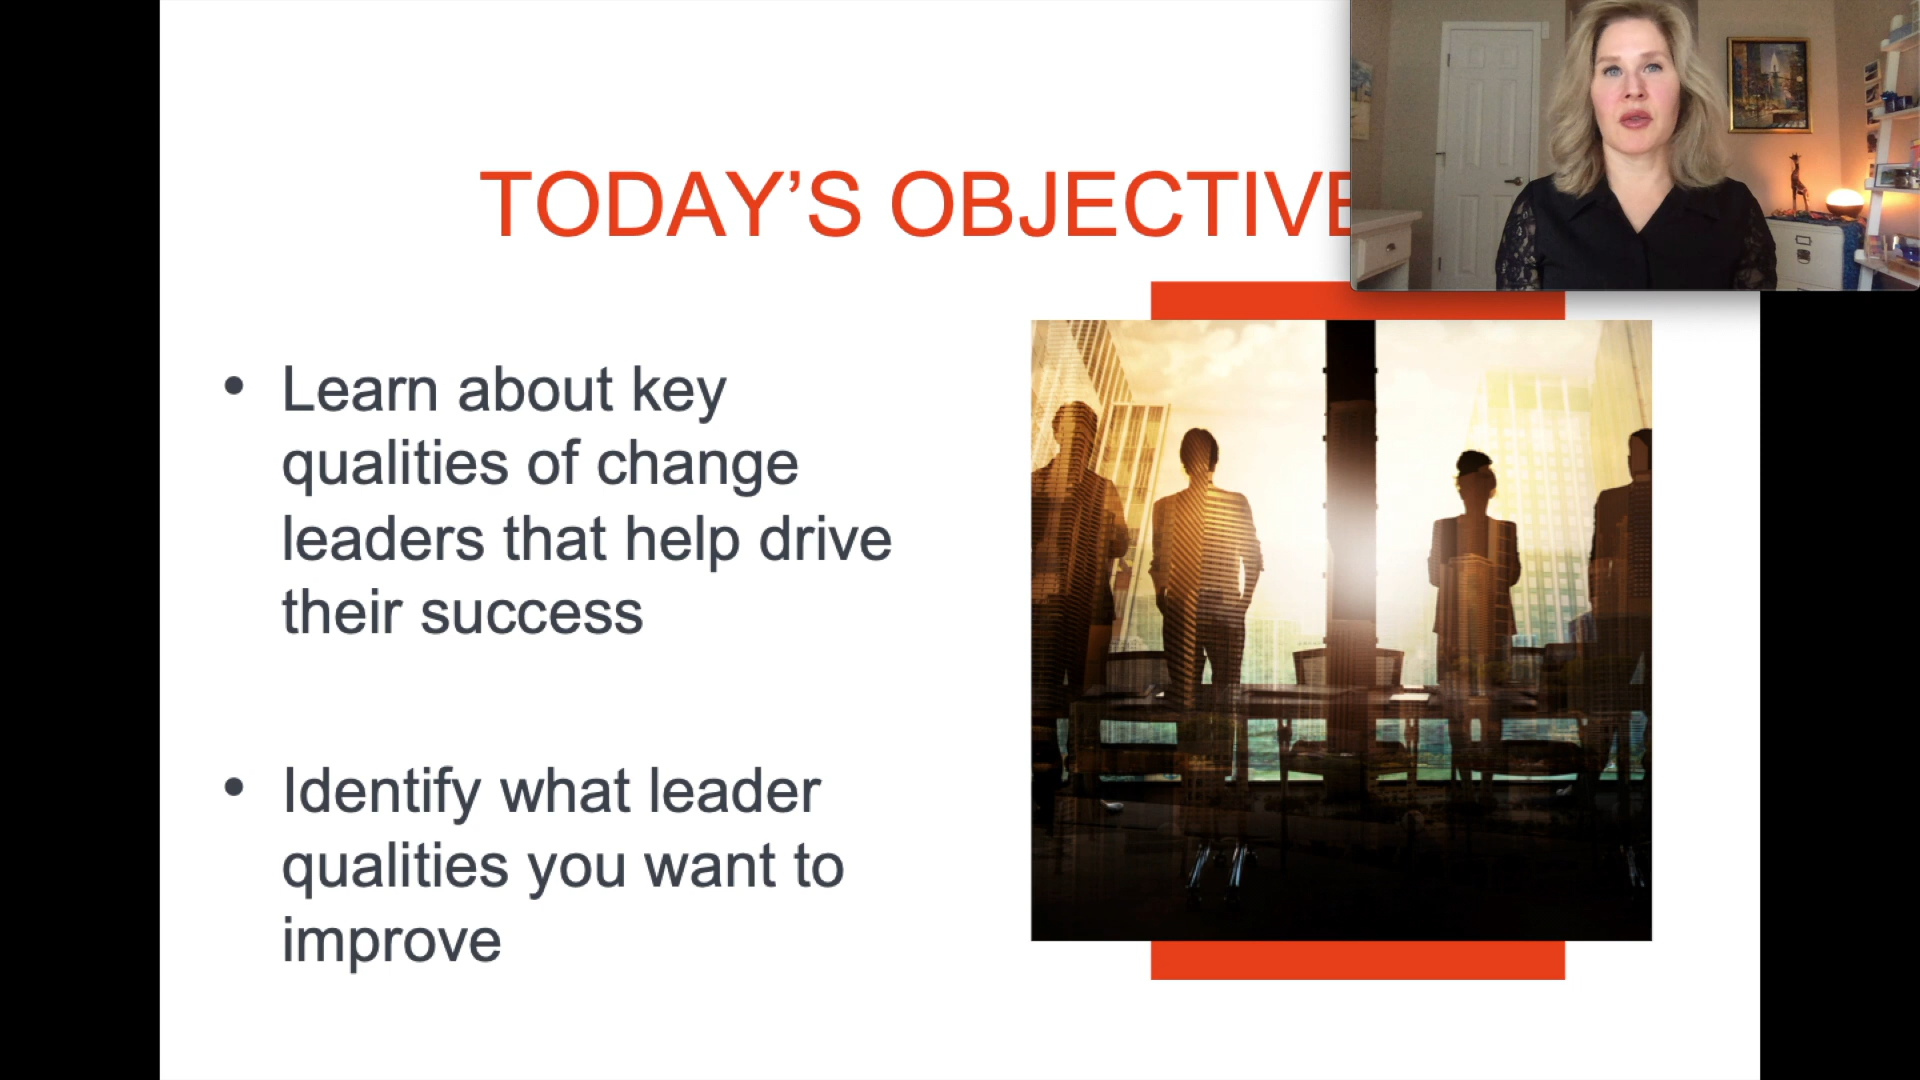 TODAY’S OBJECTIVE
• Learn about key
qualities of change
leaders that help drive
their success
• Identify what leader
qualities you want to
improve